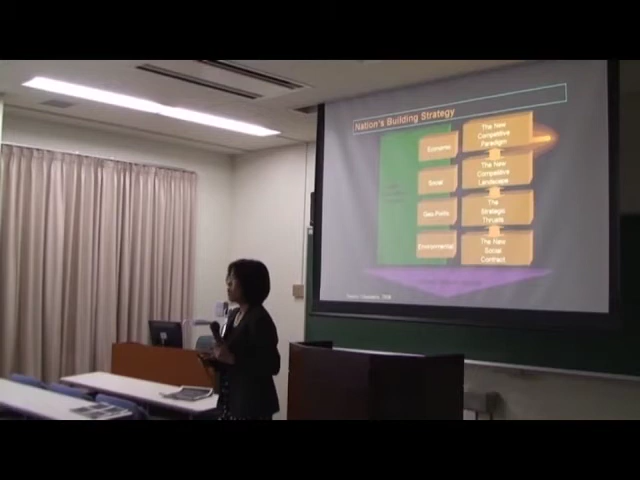 Nation's Building Strategy
Economic
Social
Geo-Politic
Environmental
The New
Competitive
Paradigm
The New
Competitive
Landscape
The
Strategic
Thrusts
The New
Social
Contract